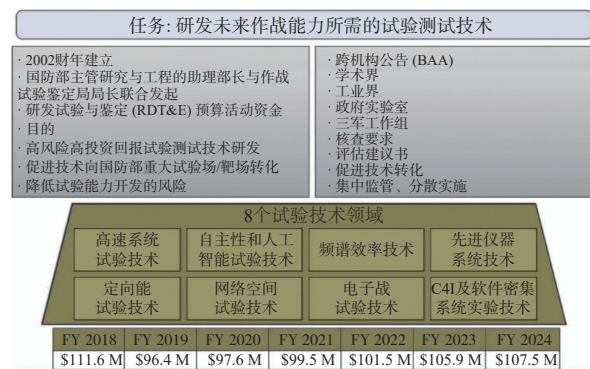 任务: 研发未来作战能力所需的试验测试技术
· 2002财年建立
· 国防部主管研究与工程的助理部长与作战
试验鉴定局局长联合发起
· 研发试验与鉴定 (RDT&E) 预算活动资金
· 目的
· 高风险高投资回报试验测试技术研发
· 促进技术向国防部重大试验场/靶场转化
· 降低试验能力开发的风险
· 跨机构公告 (BAA)
· 学术界
· 工业界
· 政府实验室
· 三军工作组
· 核查要求
· 评估建议书
· 促进技术转化
· 集中监管、分散实施
8个试验技术领域
高速系统
试验技术
自主性和人工
智能试验技术
频谱效率技术
先进仪器
系统技术
定向能
试验技术
网络空间
试验技术
电子战
试验技术
C4I及软件密集
系统实验技术
FY 2018 FY 2019 FY 2020 FY 2021 FY 2022 FY 2023 FY 2024
$111.6 M $96.4 M $97.6 M $99.5 M $101.5 M $105.9 M $107.5 M